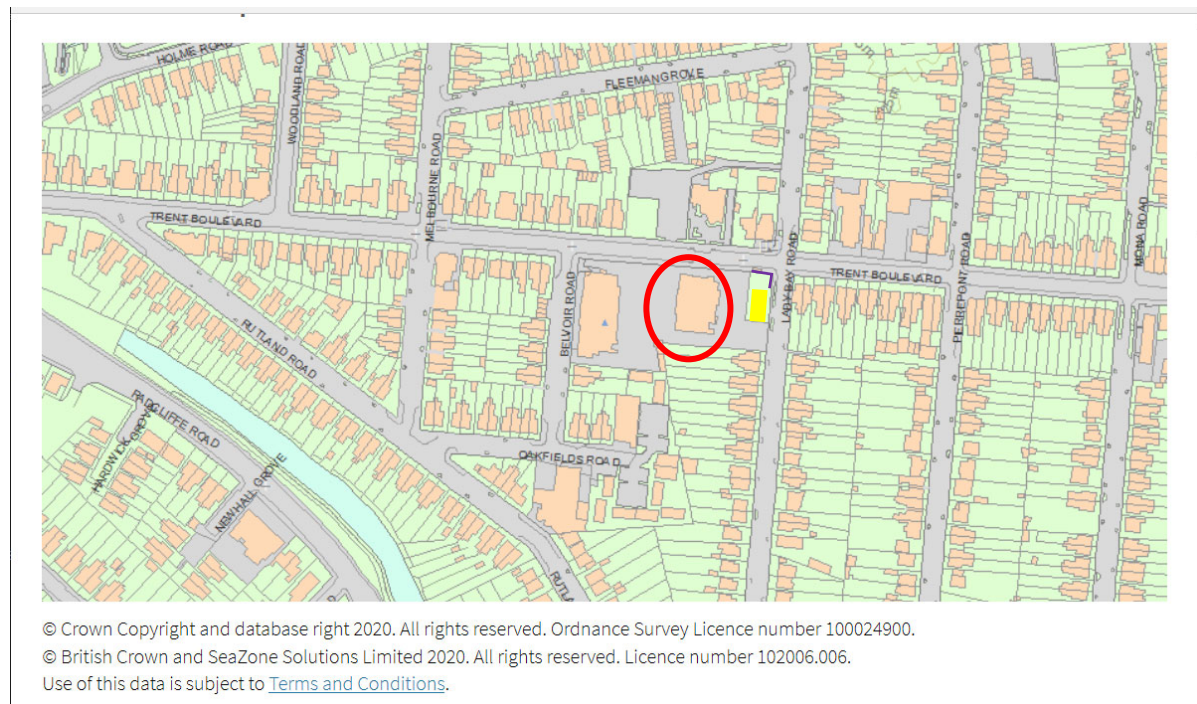 HOLME ROAD
WOODLAND ROAD
FLEEMAN GROVE
MELBOURNE ROAD
TRENT BOULEVARD
BELVOIR ROAD
LADY BAY ROAD
TRENT BOULEVARD
PIERREPONT ROAD
MONA ROAD
RUTLAND ROAD
RADCLIFFE ROAD
HARDWICK GROVE
NEWHALL GROVE
OAKFIELDS ROAD
© Crown Copyright and database right 2020. All rights reserved. Ordnance Survey Licence number 100024900.
© British Crown and SeaZone Solutions Limited 2020. All rights reserved. Licence number 102006.006.
Use of this data is subject to Terms and Conditions.